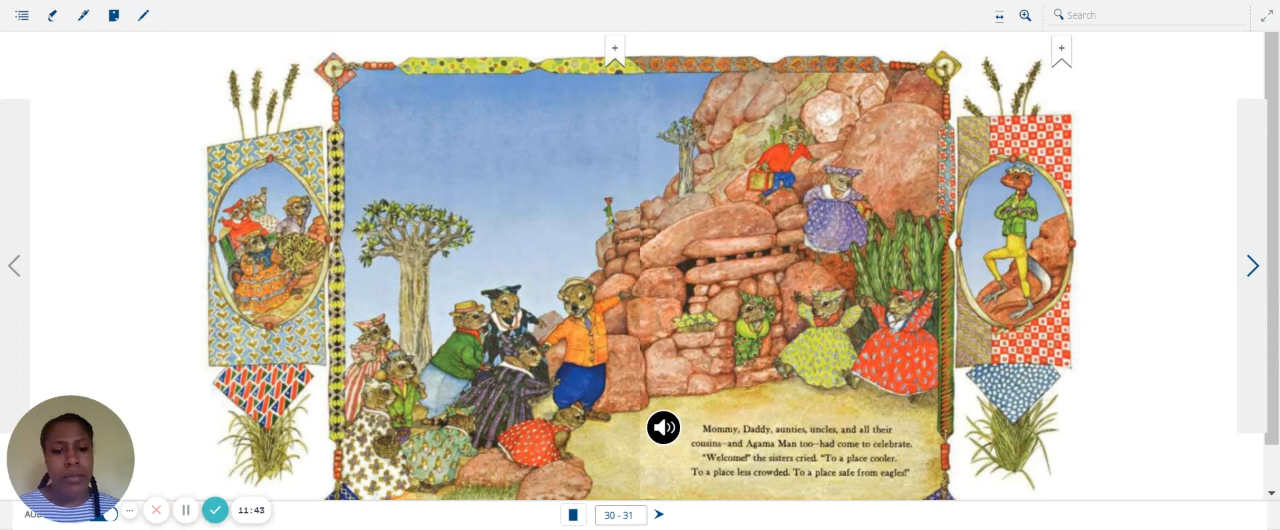 Search
Mommy, Daddy, aunties, uncles, and all their
cousins—and Agama Man too—had come to celebrate.
"Welcome!" the sisters cried. "To a place cooler.
To a place less crowded. To a place safe from eagles!"
11:43
30 - 31